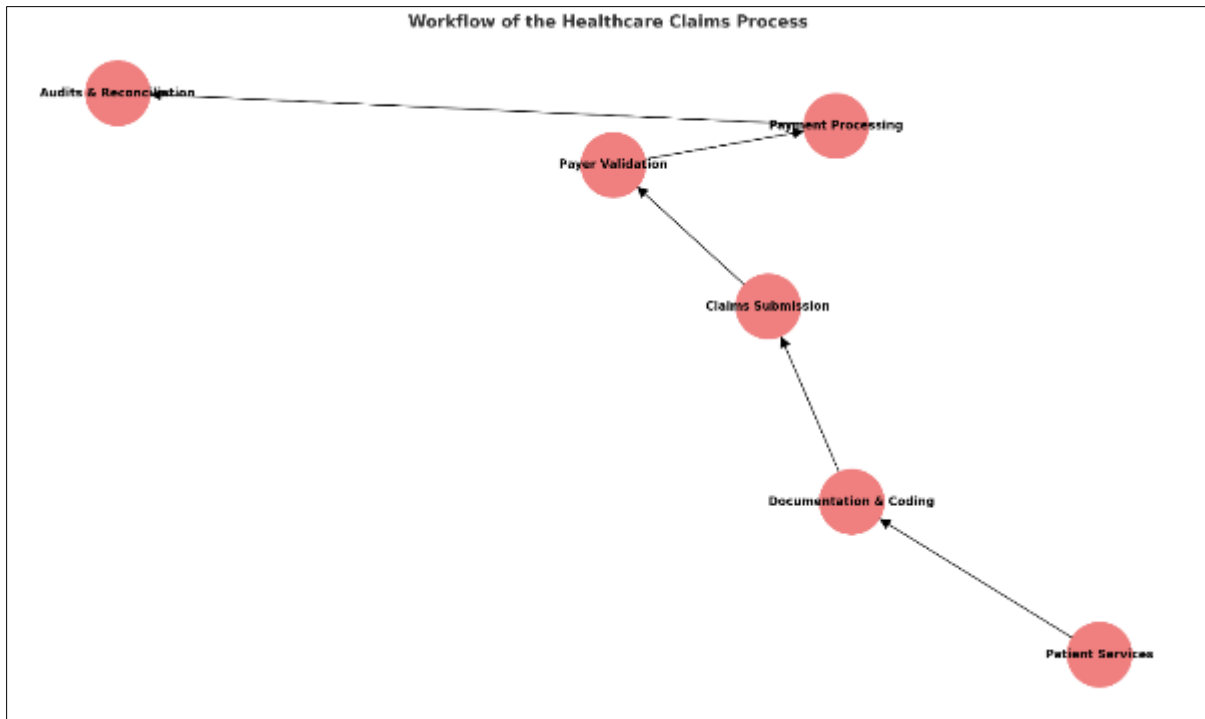 Workflow of the Healthcare Claims Process
Audits & Reconciliation
Payment Processing
Payer Validation
Claims Submission
Documentation & Coding
Patient Services